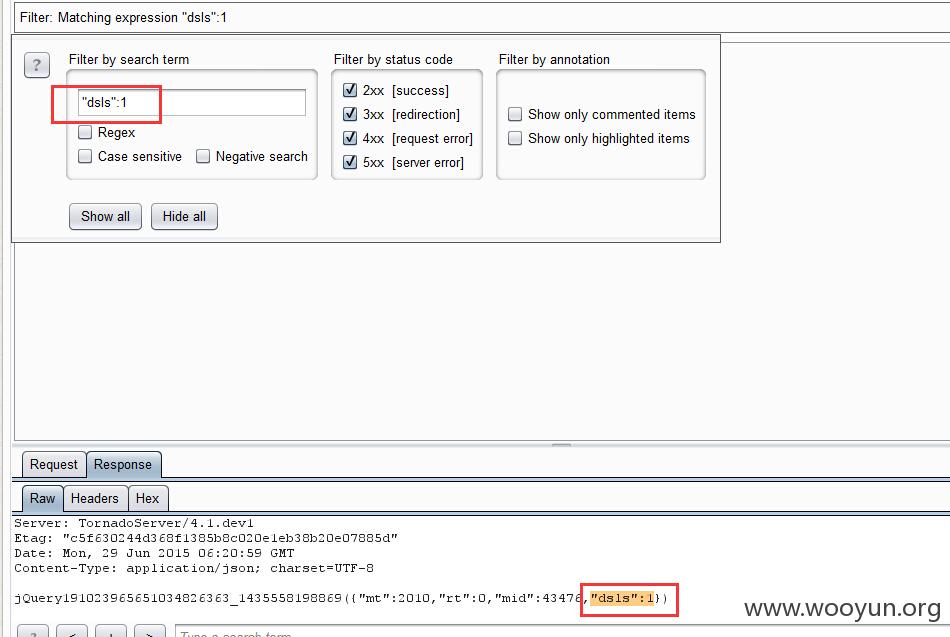 Filter: Matching expression "dsls":1
?
Filter by search term
"dsls":1
Regex
Case sensitive
Negative search
Filter by status code
2xx [success]
3xx [redirection]
4xx [request error]
5xx [server error]
Filter by annotation
Show only commented items
Show only highlighted items
Show all
Hide all
Request
Response
Raw
Headers
Hex
Server: TornadoServer/4.1.dev1
Etag: "c5f630244d368f1385b8c020e1eb38b20e07885d"
Date: Mon, 29 Jun 2015 06:20:59 GMT
Content-Type: application/json; charset=UTF-8
jQuery191023965651034826363_1435558198869({"mt":2010,"rt":0,"mid":43476,"dsls":1})
www.wooyun.org
? < + > Type a search term